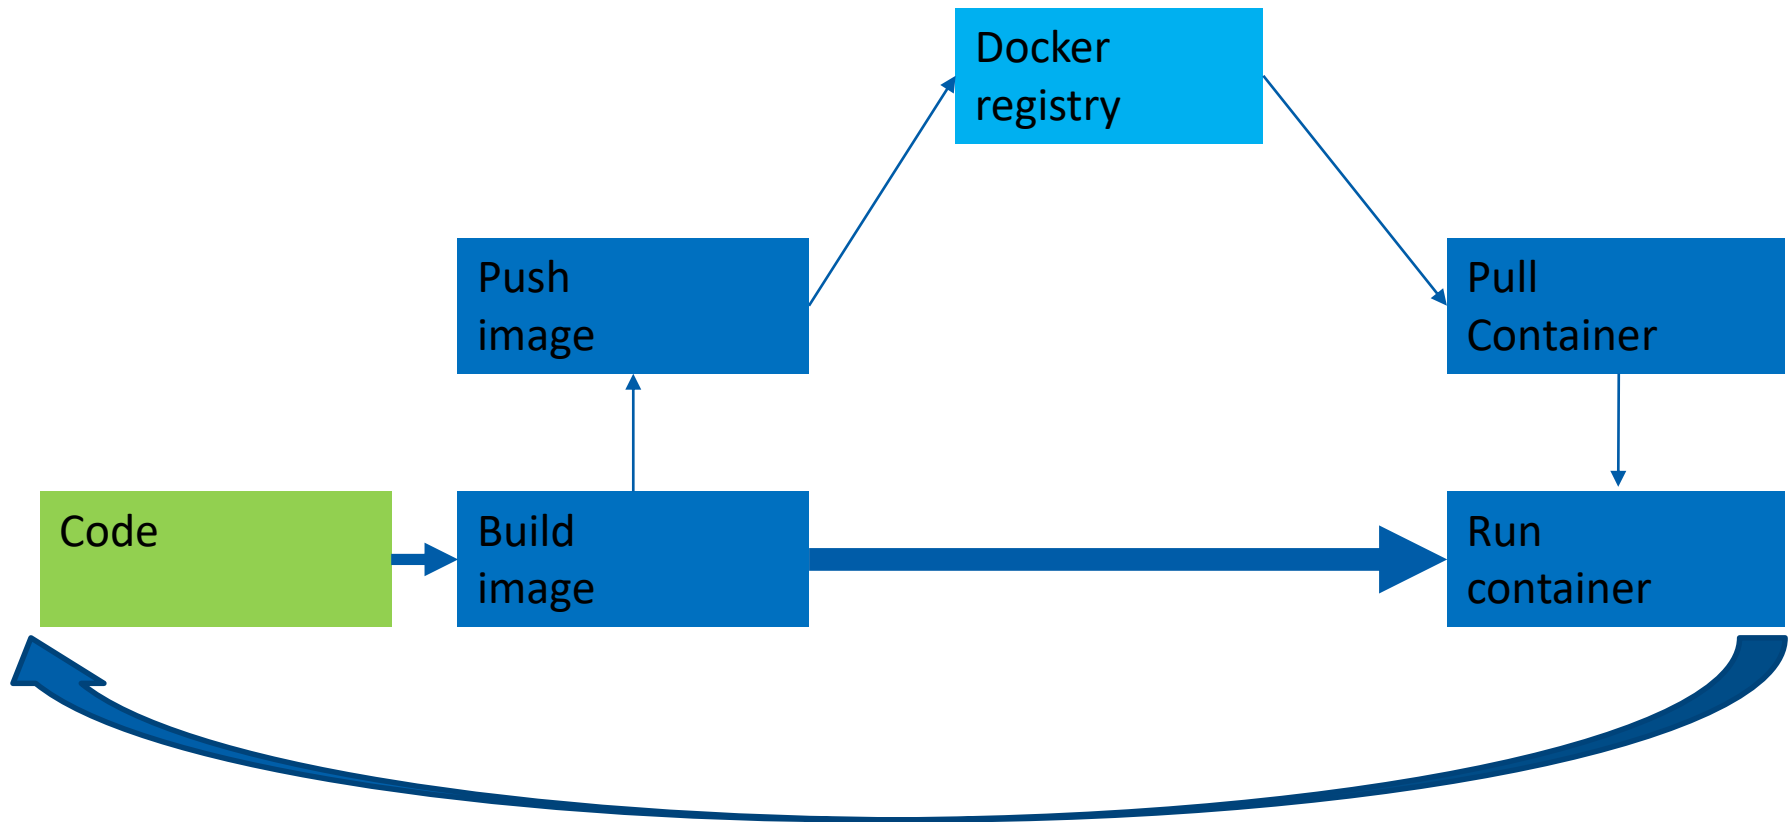 Docker
registry
Push
image
Pull
Container
Code
Build
image
Run
container